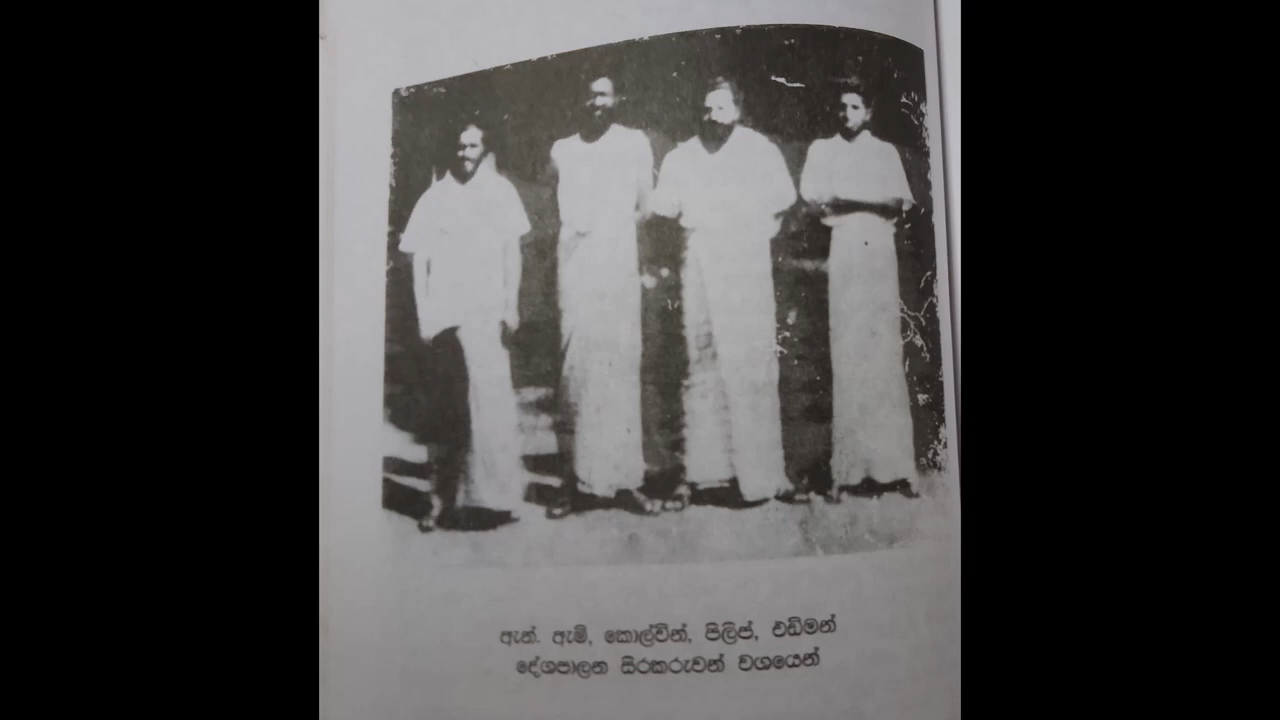 ඇන්. ඇම්, කොල්වින්, පිලිප්, එඩ්මන්
දේශපාලන සිරකරුවන් වශයෙන්